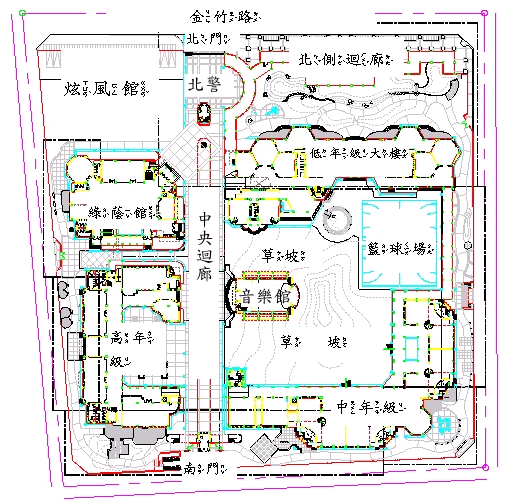 金竹路
北門
北側迴廊
炫風館
北警
低年級大樓
綠蔭館
中央迴廊
草坡
籃球場
音樂館
高年級
草坡
中年級
南門